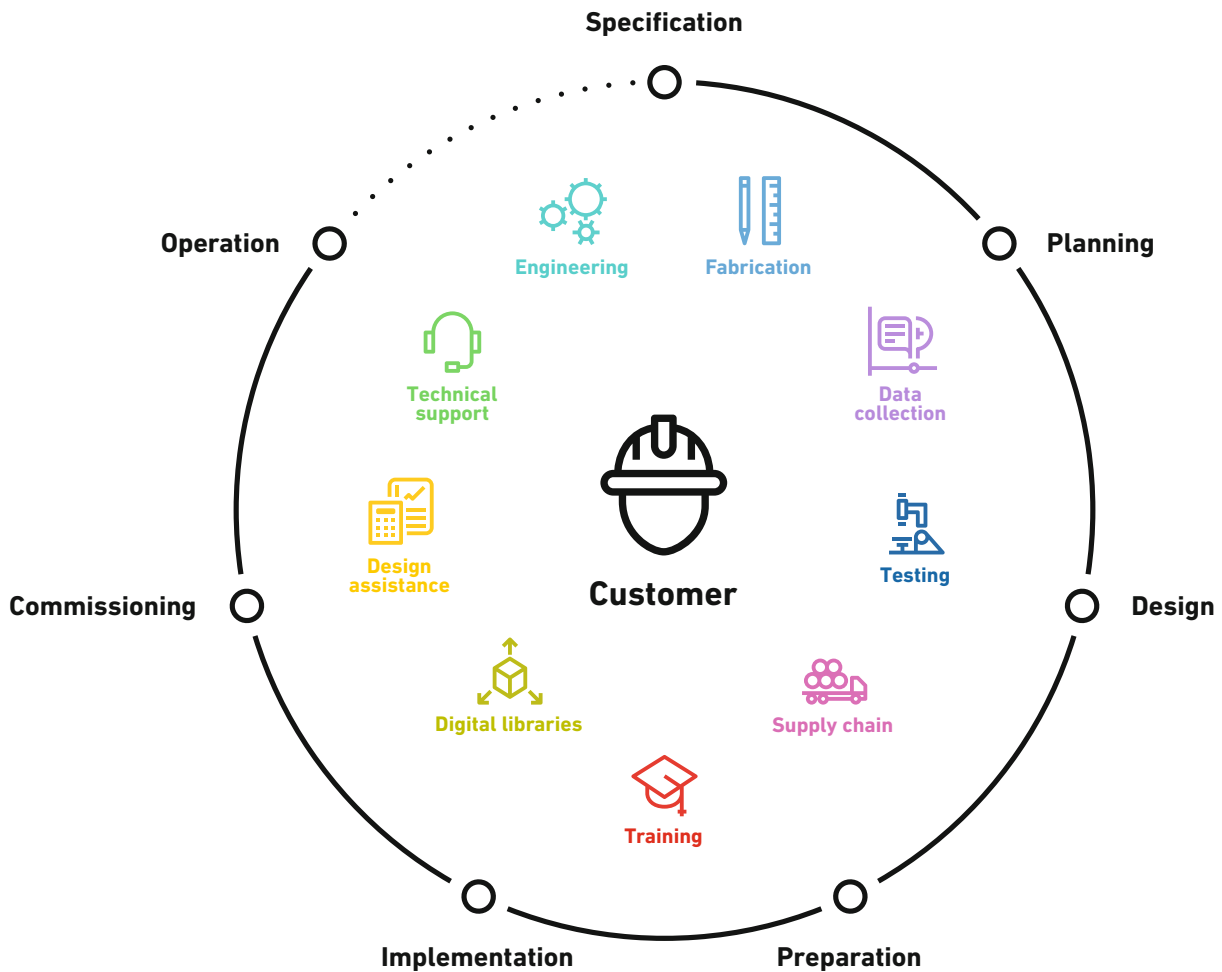 Specification
Operation
Planning
Engineering
Fabrication
Technical
support
Data
collection
Design
assistance
Customer
Testing
Commissioning
Design
Digital libraries
Supply chain
Training
Implementation
Preparation